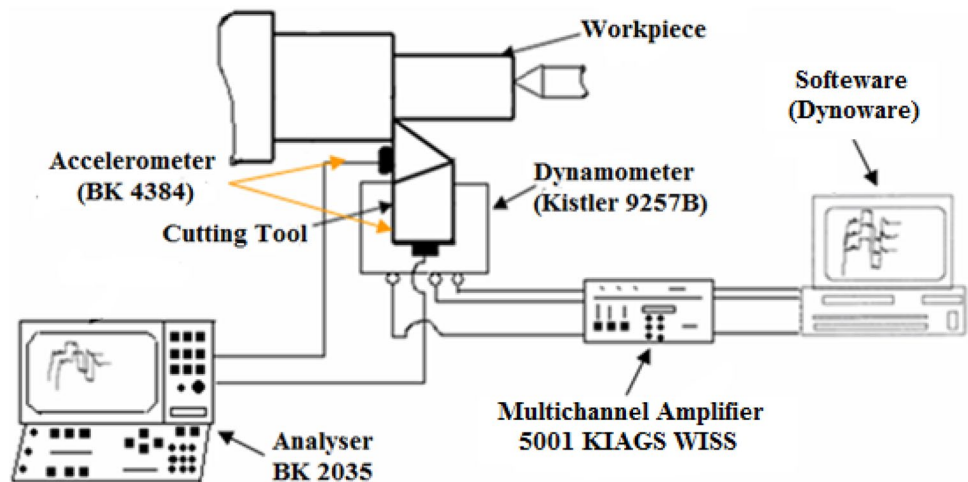 Workpiece
Softeware
(Dynoware)
Accelerometer
(BK 4384)
Dynamometer
(Kistler 9257B)
Cutting Tool
Multichannel Amplifier
5001 KIAGS WISS
Analyser
BK 2035